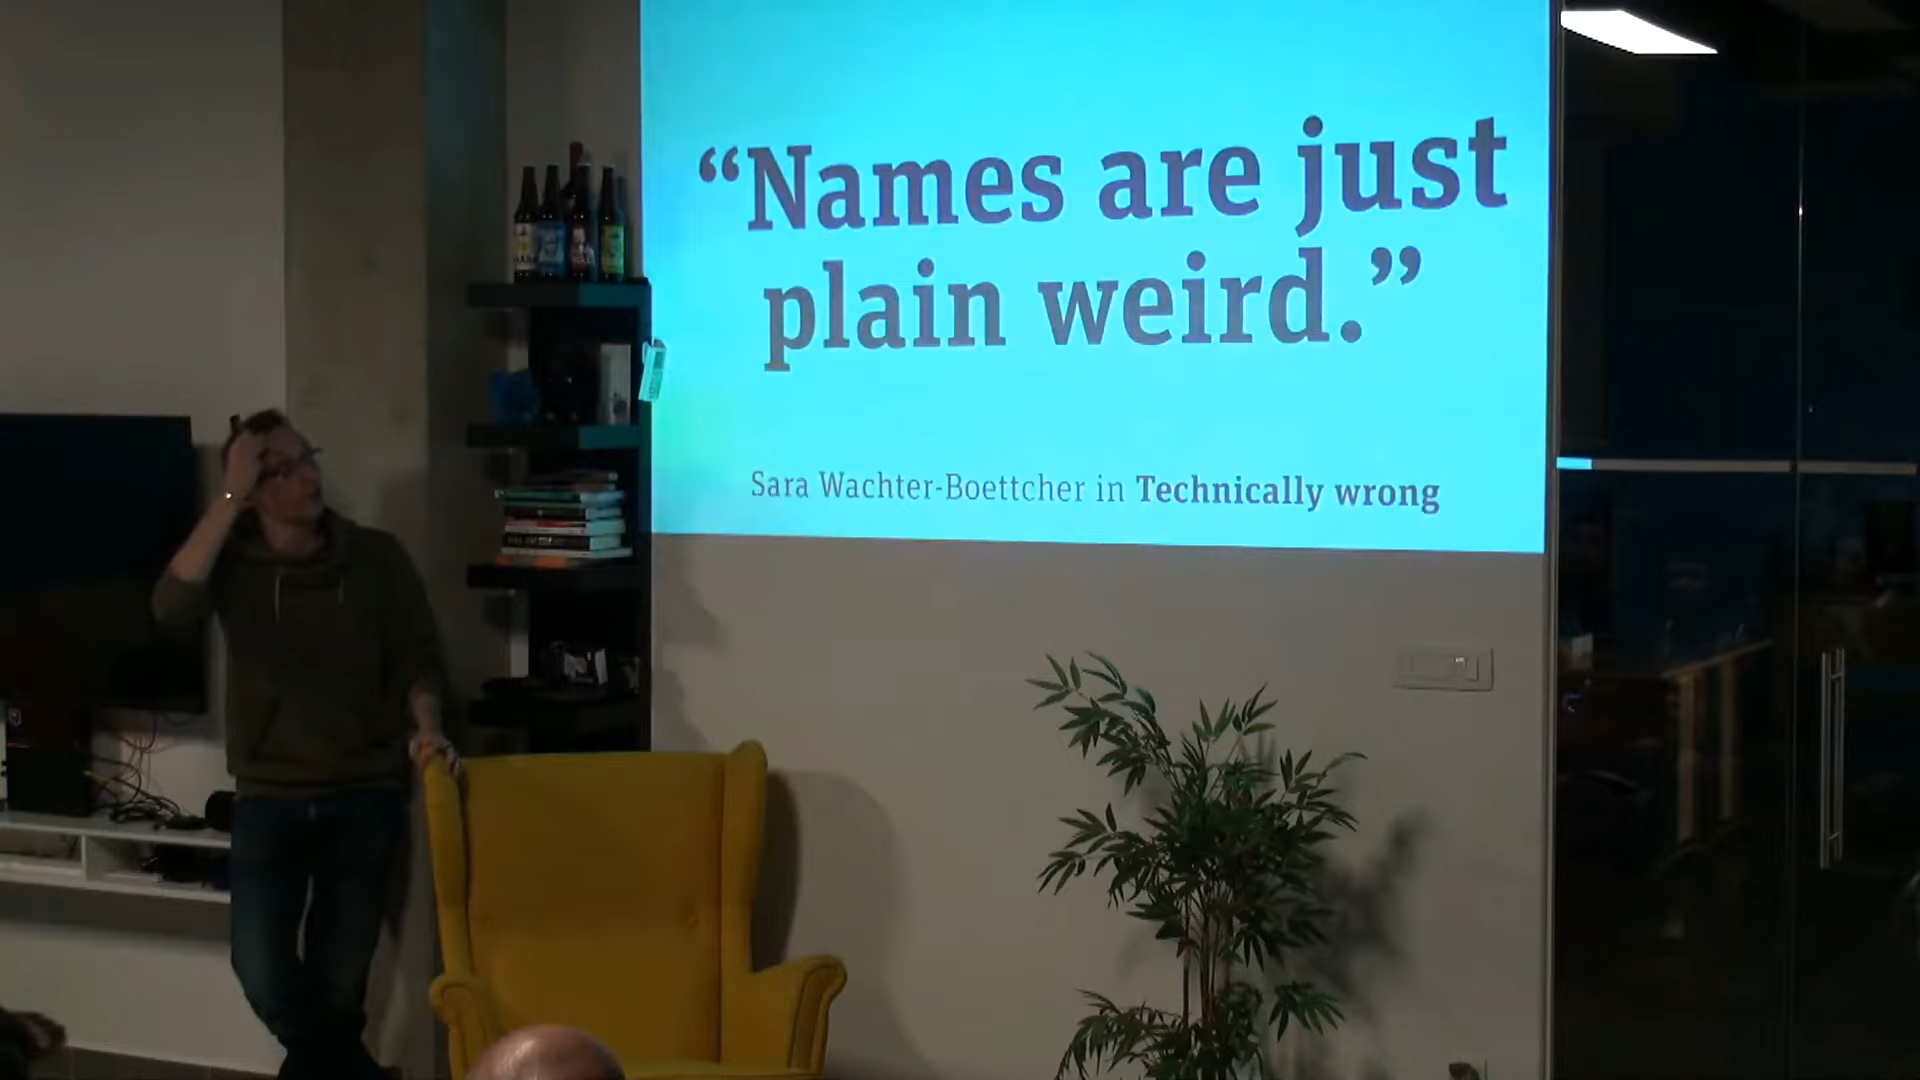 “Names are just
plain weird.”
Sara Wachter-Boettcher in Technically wrong